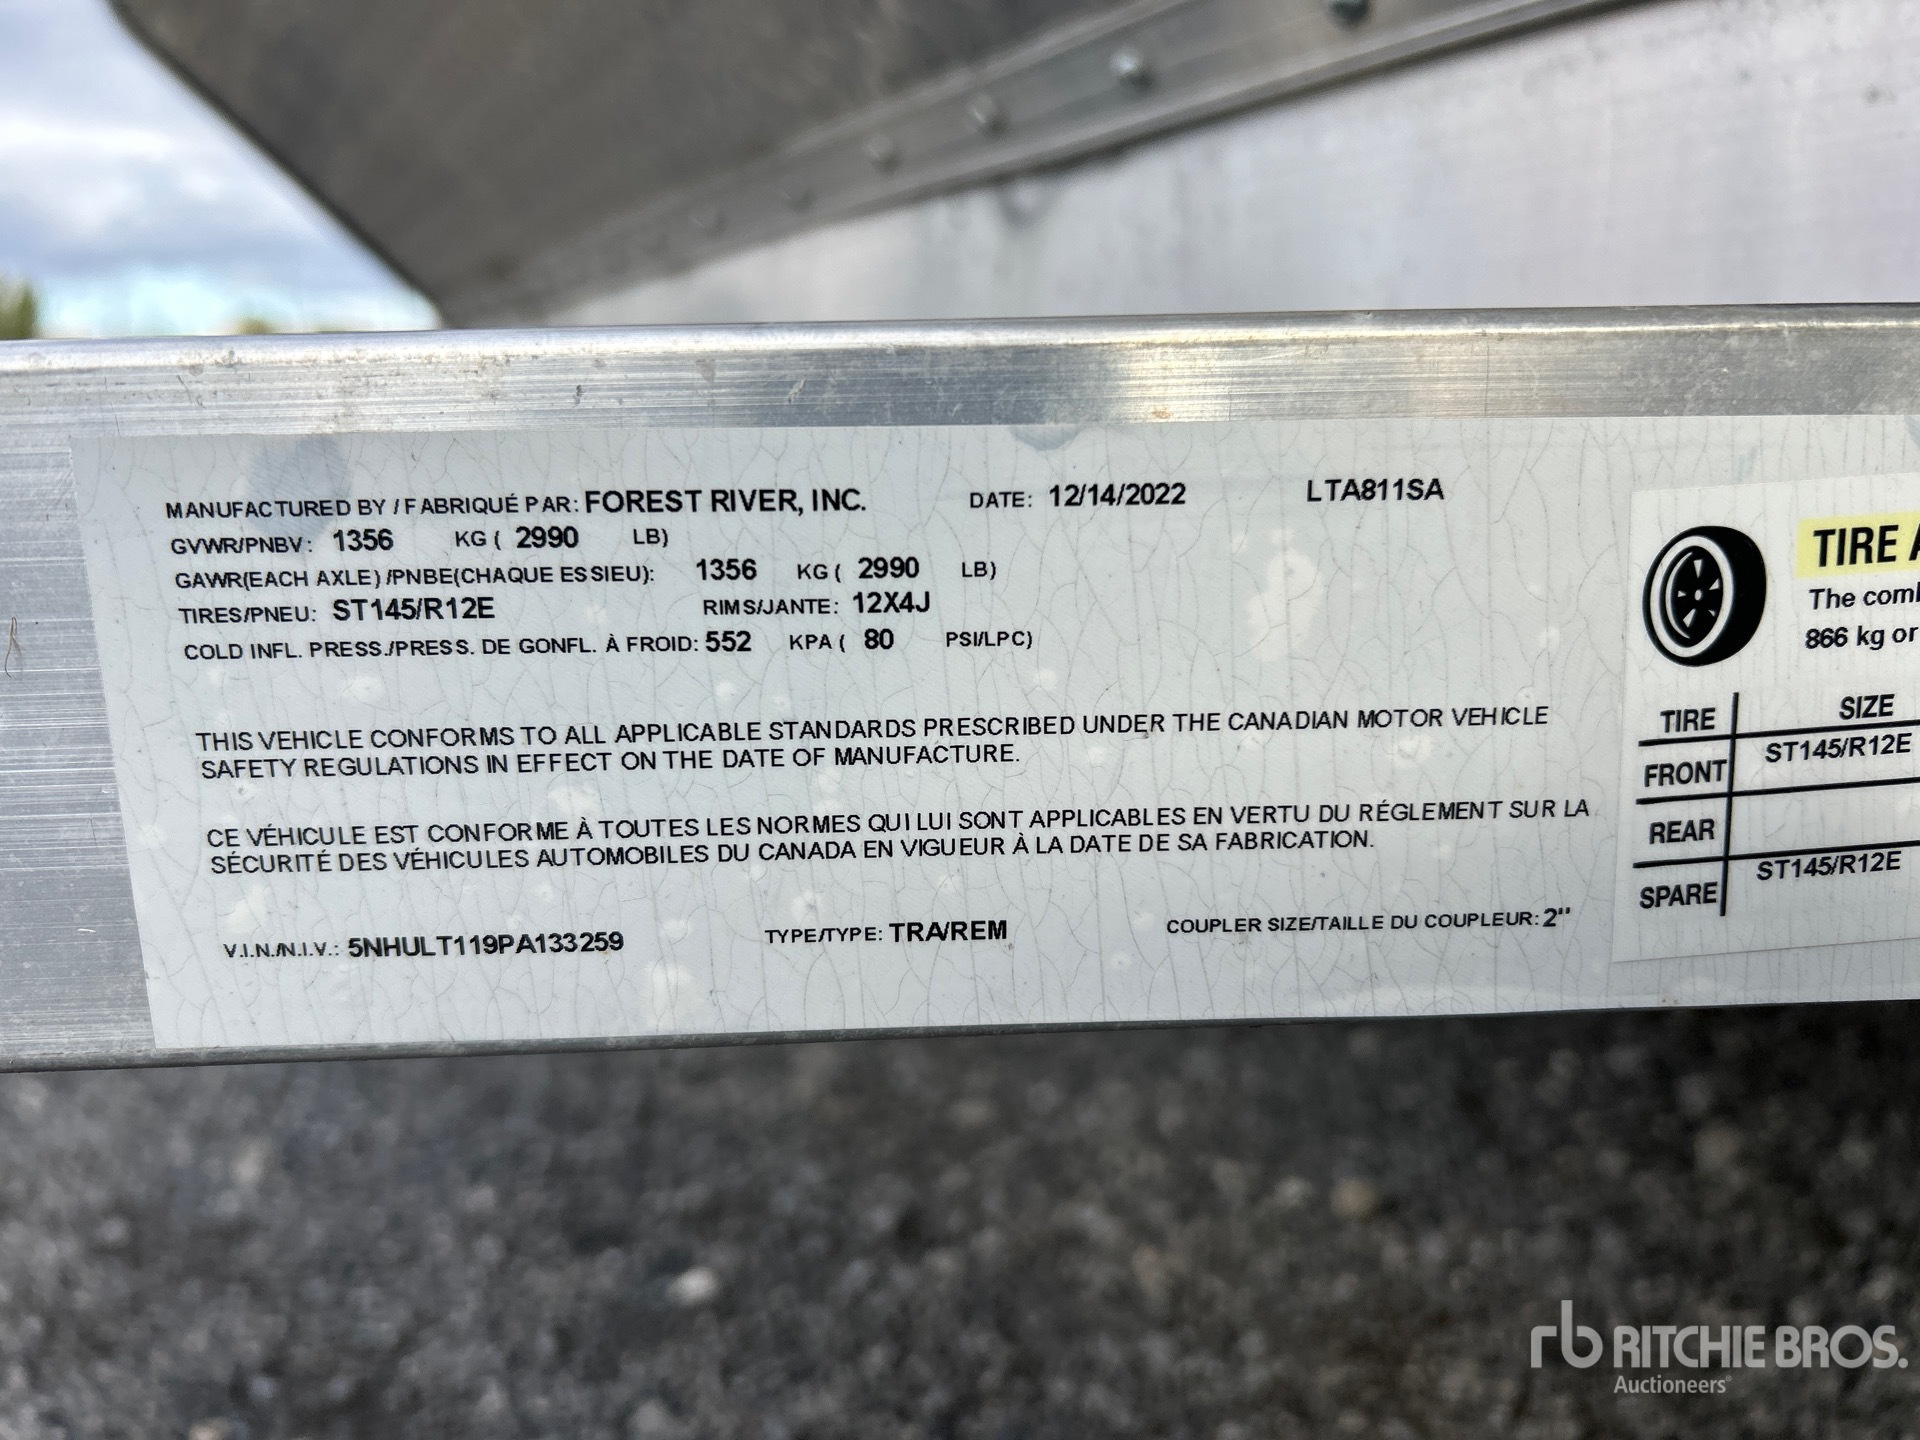 MANUFACTURED BY / FABRIQUÉ PAR: FOREST RIVER, INC. DATE: 12/14/2022 LTA811SA
GVWR/PNBV: 1356 KG ( 2990 LB)
GAWR(EACH AXLE) /PNBE(CHAQUE ESSIEU): 1356 KG ( 2990 LB)
TIRES/PNEU: ST145/R12E RIMS/JANTE: 12X4J
COLD INFL. PRESS./PRESS. DE GONFL. À FROID: 552 KPA ( 80 PSI/LPC)
THIS VEHICLE CONFORMS TO ALL APPLICABLE STANDARDS PRESCRIBED UNDER THE CANADIAN MOTOR VEHICLE
SAFETY REGULATIONS IN EFFECT ON THE DATE OF MANUFACTURE.
CE VÉHICULE EST CONFORME À TOUTES LES NORMES QUI LUI SONT APPLICABLES EN VERTU DU RÉGLEMENT SUR LA
SÉCURITÉ DES VÉHICULES AUTOMOBILES DU CANADA EN VIGUEUR À LA DATE DE SA FABRICATION.
V.I.N./N.I.V.: 5NHULT119PA133259 TYPE/TYPE: TRA/REM COUPLER SIZE/TAILLE DU COUPLEUR: 2"
TIRE
The
866 kg or
TIRE SIZE
FRONT ST145/R12E
REAR
SPARE ST145/R12E
rb RITCHIE BROS.
Auctioneers